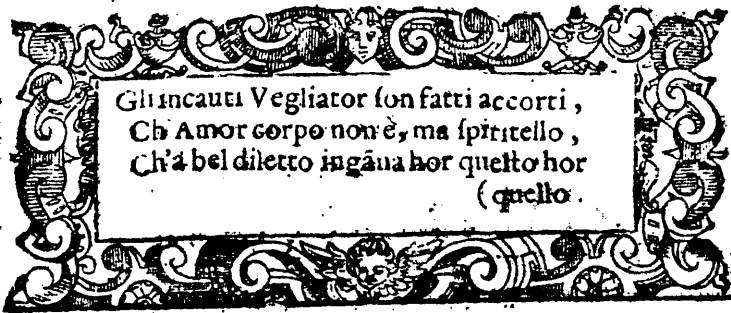 Gli incauti Vegliator ſon fatti accorti,
Ch'Amor corpo non è, ma ſpiritello,
Ch'à bel diletto ingãna hor queſto hor
(quello.